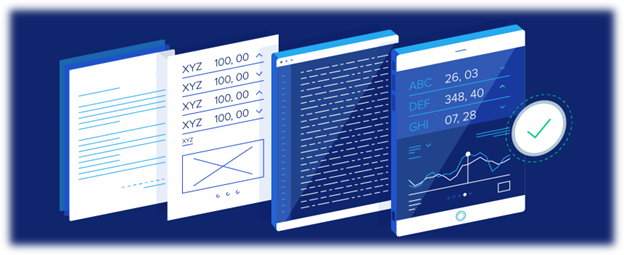 XYZ 100, 00
XYZ 100, 00
XYZ 100, 00
XYZ 100, 00
XYZ
ABC 26, 03
DEF 348, 40
GHI 07, 28